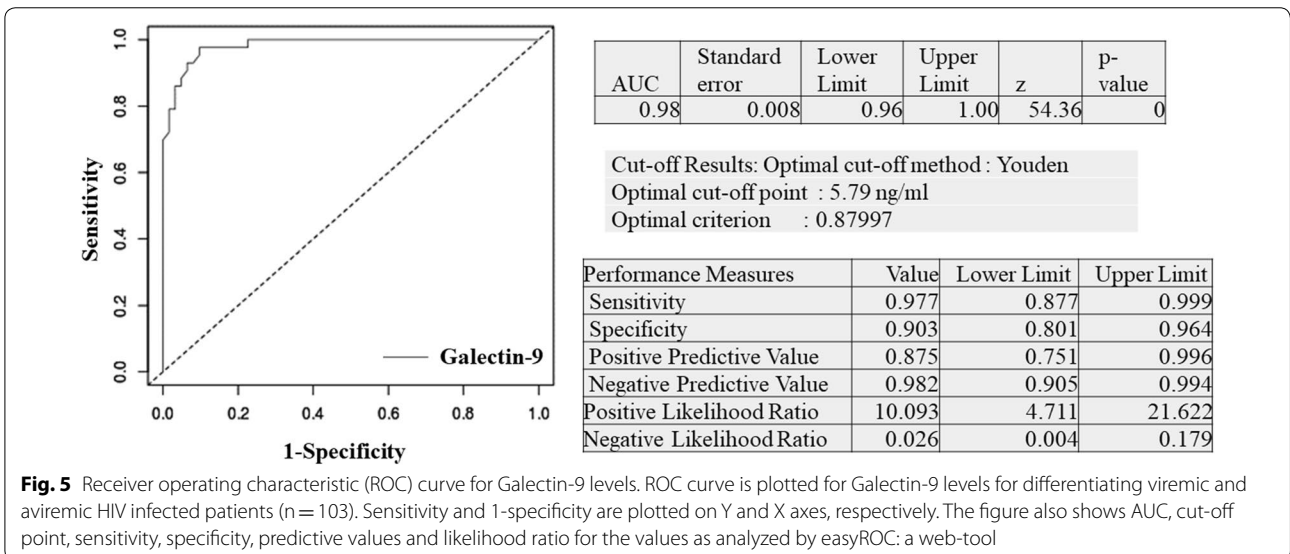 Sensitivity
1.0
0.8
0.6
0.4
0.2
0.0
Galectin-9
0.0 0.2 0.4 0.6 0.8 1.0
1-Specificity
AUC Standard error Lower Limit Upper Limit z p-value
0.98 0.008 0.96 1.00 54.36 0
Cut-off Results: Optimal cut-off method : Youden
Optimal cut-off point : 5.79 ng/ml
Optimal criterion : 0.87997
Performance Measures Value Lower Limit Upper Limit
Sensitivity 0.977 0.877 0.999
Specificity 0.903 0.801 0.964
Positive Predictive Value 0.875 0.751 0.996
Negative Predictive Value 0.982 0.905 0.994
Positive Likelihood Ratio 10.093 4.711 21.622
Negative Likelihood Ratio 0.026 0.004 0.179
Fig. 5 Receiver operating characteristic (ROC) curve for Galectin-9 levels. ROC curve is plotted for Galectin-9 levels for differentiating viremic and
aviremic HIV infected patients (n = 103). Sensitivity and 1-specificity are plotted on Y and X axes, respectively. The figure also shows AUC, cut-off
point, sensitivity, specificity, predictive values and likelihood ratio for the values as analyzed by easyROC: a web-tool